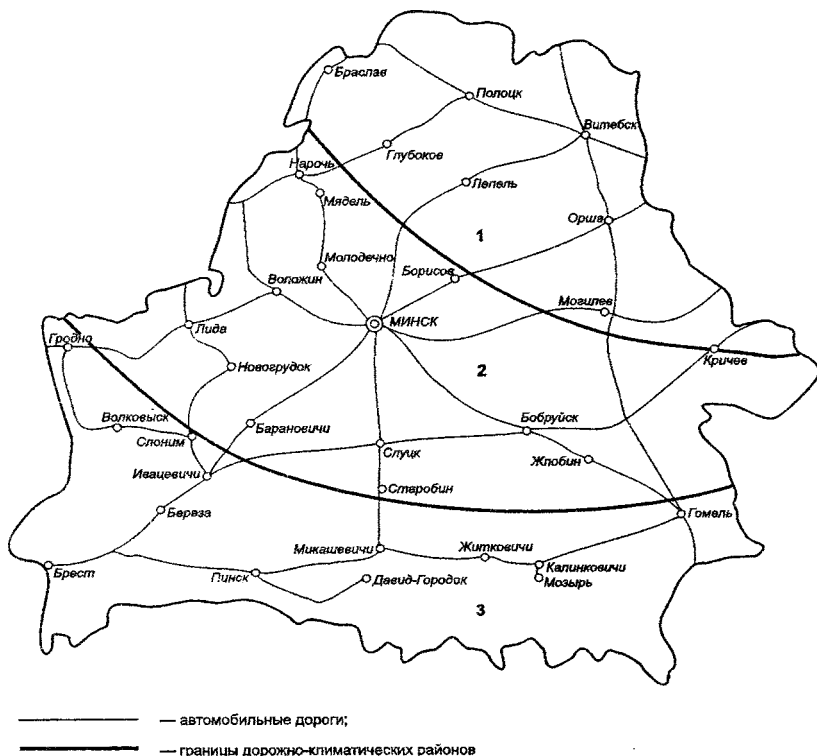 Браслав
Полоцк
Витебск
Глубокое
Нарочь
Лепель
Мядель
Орша
1
Молодечно
Борисов
Воложин
Могилев
МИНСК
Лида
Гродно
Кричев
Новогрудок
2
Волковыск
Барановичи
Бобруйск
Слоним
Слуцк
Жлобин
Ивацевичи
Старобин
Береза
Гомель
Микашевичи
Житковичи
Брест
Калинковичи
Пинск
Давид-Городок
Мозырь
3
— автомобильные дороги;
— границы дорожно-климатических районов